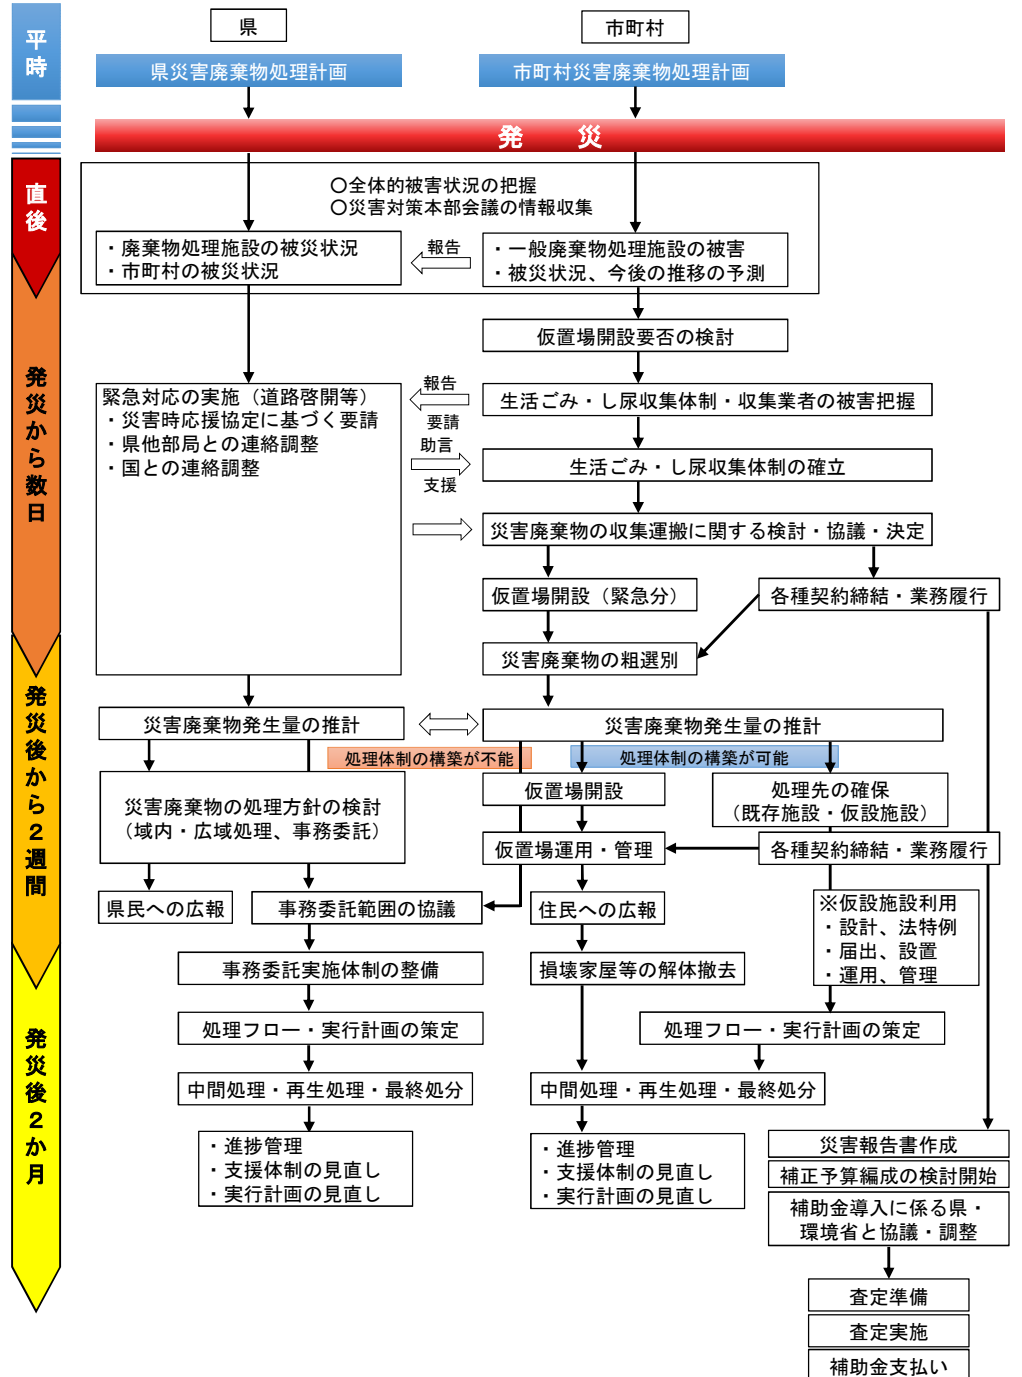 平時
県
市町村
県災害廃棄物処理計画
市町村災害廃棄物処理計画
発 災
直後
○全体的被害状況の把握
○災害対策本部会議の情報収集
・廃棄物処理施設の被災状況
・市町村の被災状況
報告
・一般廃棄物処理施設の被害
・被災状況、今後の推移の予測
仮置場開設要否の検討
発災から数日
緊急対応の実施（道路啓開等）
・災害時応援協定に基づく要請
・県他部局との連絡調整
・国との連絡調整
報告
要請
助言
支援
生活ごみ・し尿収集体制・収集業者の被害把握
生活ごみ・し尿収集体制の確立
災害廃棄物の収集運搬に関する検討・協議・決定
仮置場開設（緊急分）
各種契約締結・業務履行
災害廃棄物の粗選別
発災後から２週間
災害廃棄物発生量の推計
災害廃棄物発生量の推計
処理体制の構築が不能
処理体制の構築が可能
災害廃棄物の処理方針の検討
（域内・広域処理、事務委託）
仮置場開設
処理先の確保
（既存施設・仮設施設）
仮置場運用・管理
各種契約締結・業務履行
県民への広報
事務委託範囲の協議
住民への広報
※仮設施設利用
・設計、法特例
・届出、設置
・運用、管理
事務委託実施体制の整備
損壊家屋等の解体撤去
発災後２か月
処理フロー・実行計画の策定
処理フロー・実行計画の策定
中間処理・再生処理・最終処分
中間処理・再生処理・最終処分
・進捗管理
・支援体制の見直し
・実行計画の見直し
・進捗管理
・支援体制の見直し
・実行計画の見直し
災害報告書作成
補正予算編成の検討開始
補助金導入に係る県・
環境省と協議・調整
査定準備
査定実施
補助金支払い